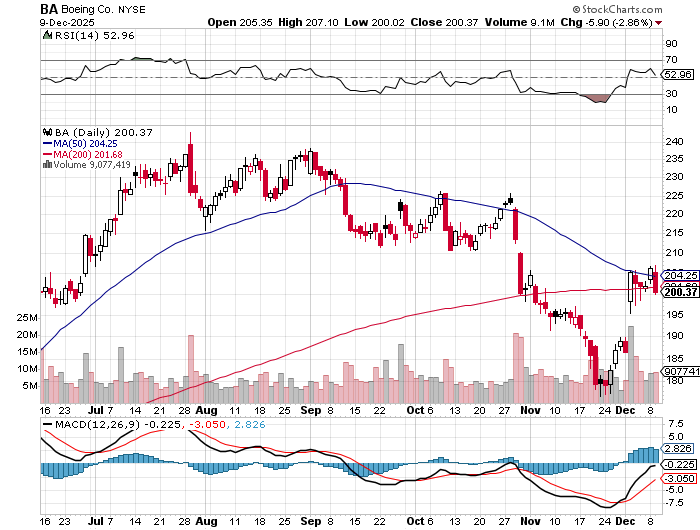 BA Boeing Co. NYSE
© StockCharts.com
9-Dec-2025
Open 205.35 High 207.10 Low 200.02 Close 200.37 Volume 9.1M Chg -5.90 (-2.86%)
RSI(14) 52.96
90
70
52.96
50
30
10
BA (Daily) 200.37
MA(50) 204.25
MA(200) 201.68
Volume 9,077,419
240
235
230
225
220
215
210
204.25
200.37
195
190
185
180
9077419
25M
20M
15M
10M
5M
16 23 Jul 7 14 21 28 Aug 11 18 25 Sep 8 15 22 Oct 6 13 20 27 Nov 10 17 24 Dec 8
MACD(12,26,9) -0.225, -3.050, 2.826
7.5
5.0
2.826
-0.225
-3.050
-5.0
-7.5
16 23 Jul 7 14 21 28 Aug 11 18 25 Sep 8 15 22 Oct 6 13 20 27 Nov 10 17 24 Dec 8